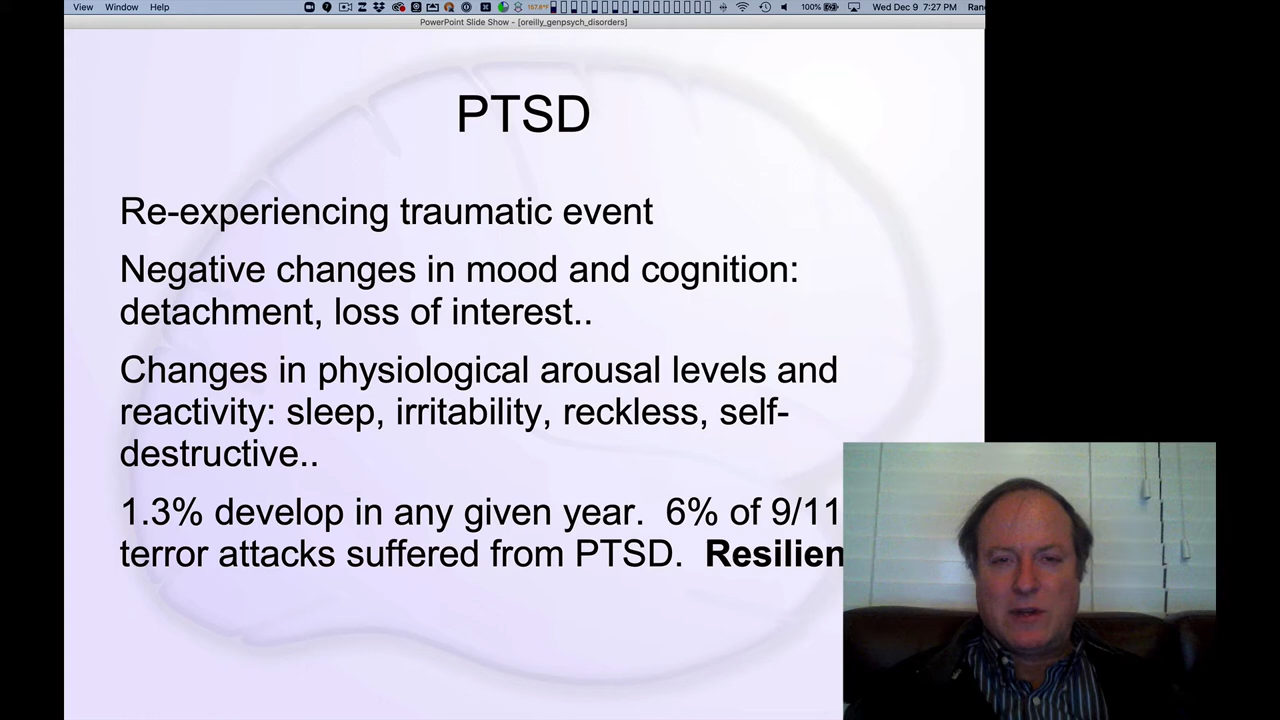 View Window Help 157.8°F 100% Wed Dec 9 7:27 PM Ran
PowerPoint Slide Show - [oreilly_genpsych_disorders]
PTSD
Re-experiencing traumatic event
Negative changes in mood and cognition:
detachment, loss of interest..
Changes in physiological arousal levels and
reactivity: sleep, irritability, reckless, self-
destructive..
1.3% develop in any given year. 6% of 9/11
terror attacks suffered from PTSD. Resilien